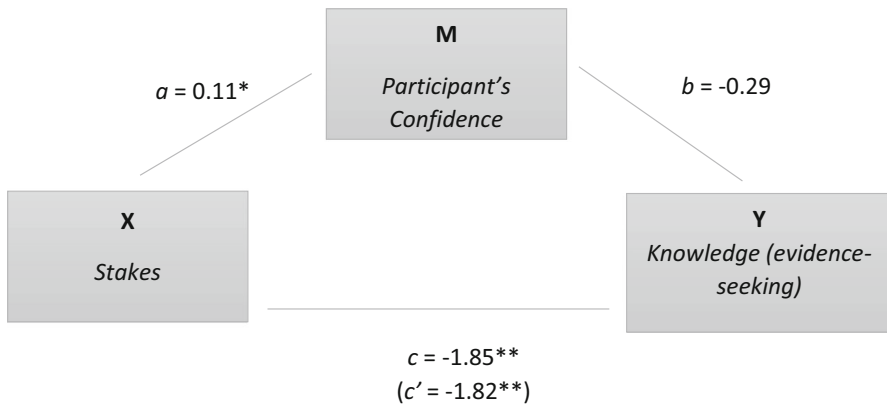 M
Participant's
Confidence
a = 0.11*
b = -0.29
X
Stakes
Y
Knowledge (evidence-
seeking)
c = -1.85**
(c' = -1.82**)